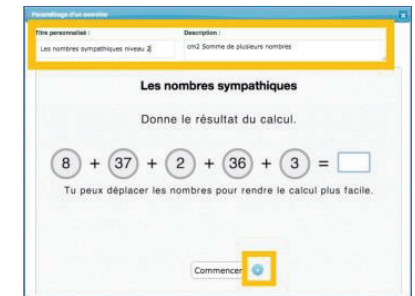 Paramétrage d'un exercice
Titre personnalisé :
Description :
Les nombres sympathiques niveau 2
cm2 Somme de plusieurs nombres
Les nombres sympathiques
Donne le résultat du calcul.
8 + 37 + 2 + 36 + 3 =
Tu peux déplacer les nombres pour rendre le calcul plus facile.
Commencer